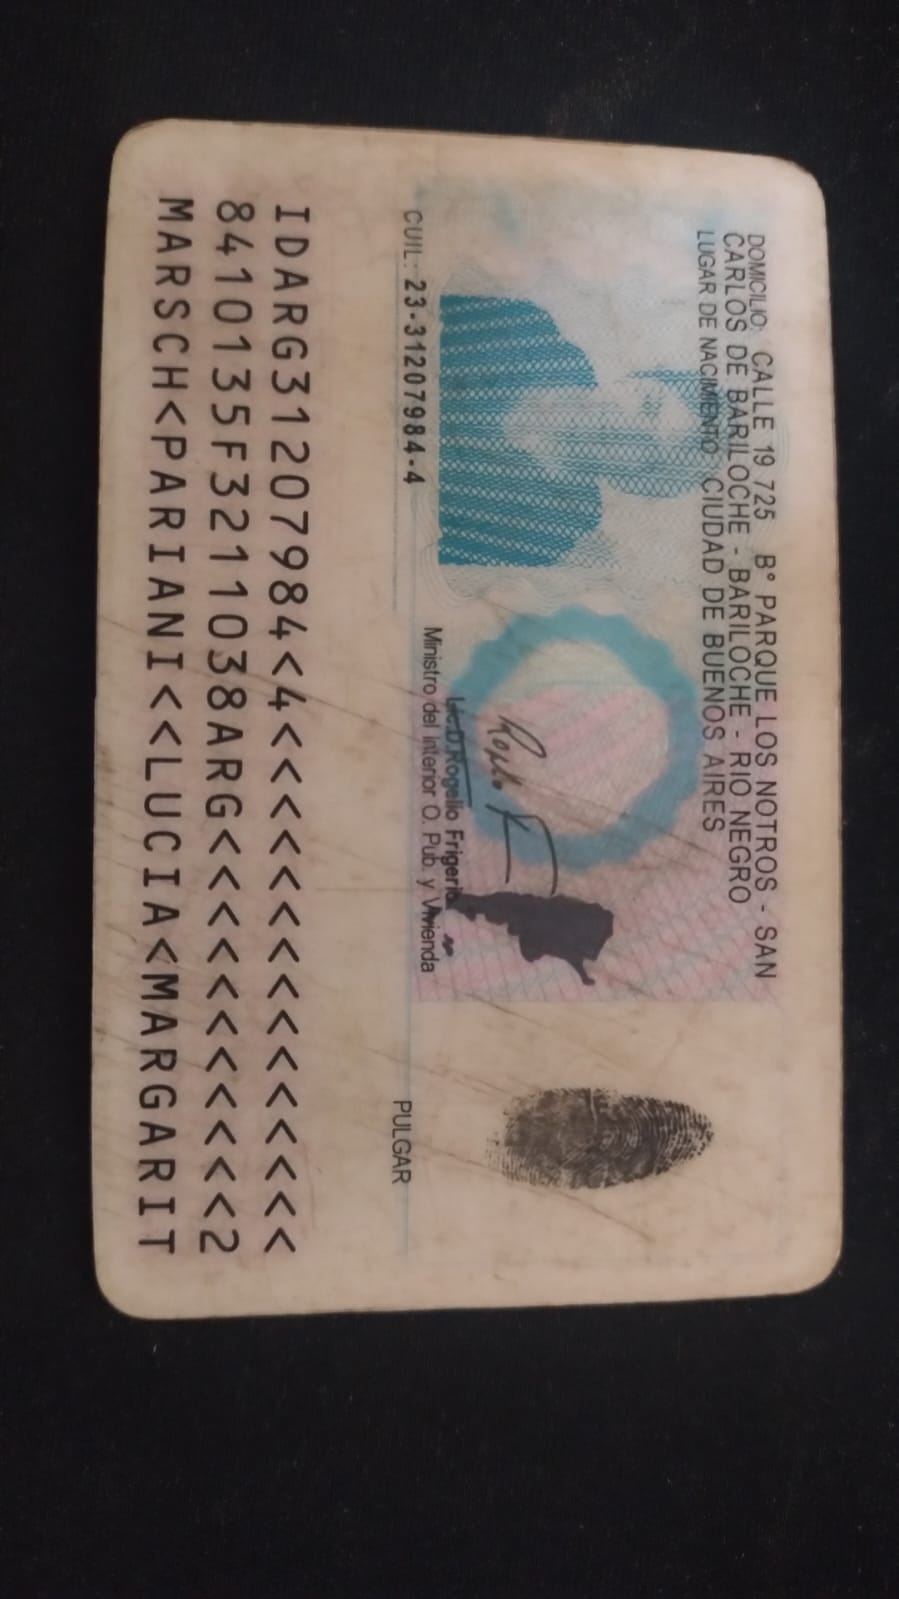 DOMICILIO: CALLE 19 725 B° PARQUE LOS NOTROS - SAN
CARLOS DE BARILOCHE - BARILOCHE - RIO NEGRO
LUGAR DE NACIMIENTO: CIUDAD DE BUENOS AIRES
Lic. D. Rogelio Frigerio
Ministro del Interior O. Pub. y Vivienda
CUIL: 23-31207984-4
PULGAR
IDARG31207984<4<<<<<<<<<<<<<<<
8410135F3211038ARG<<<<<<<<<<<2
MARSCH<PARIANI<<LUCIA<MARGARIT